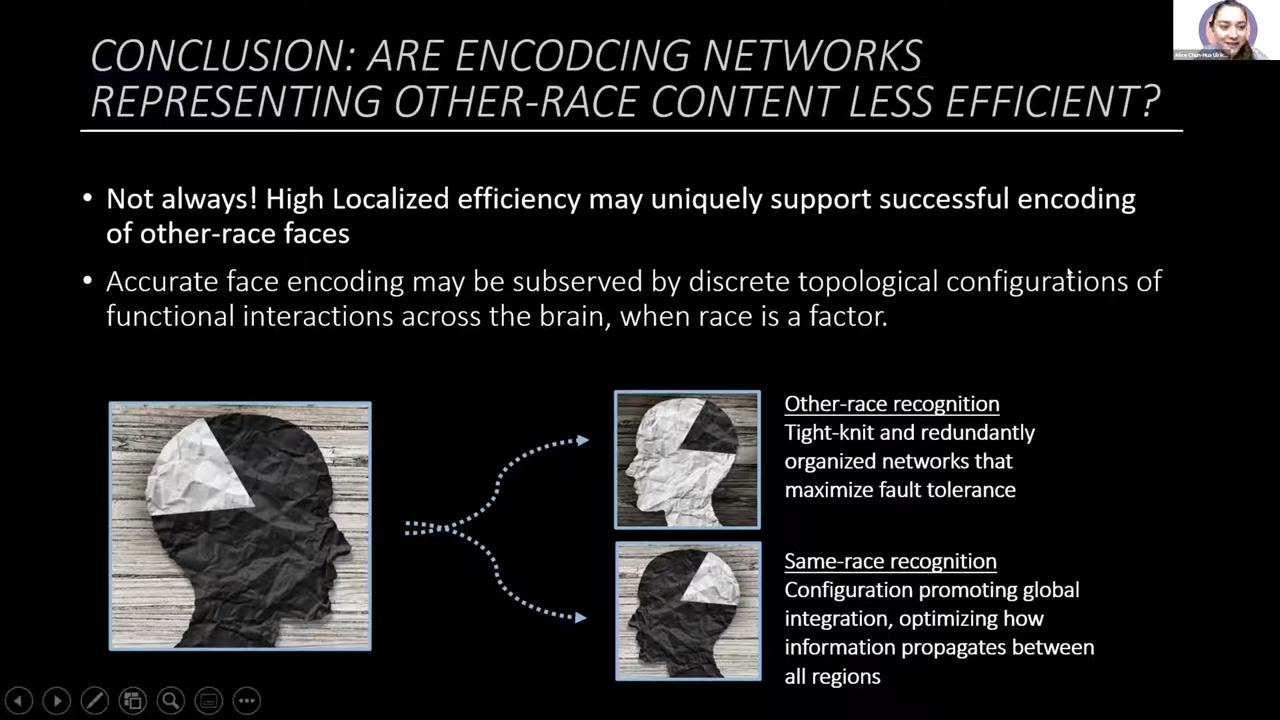 CONCLUSION: ARE ENCODCING NETWORKS
REPRESENTING OTHER-RACE CONTENT LESS EFFICIENT?
• Not always! High Localized efficiency may uniquely support successful encoding
of other-race faces
• Accurate face encoding may be subserved by discrete topological configurations of
functional interactions across the brain, when race is a factor.
Other-race recognition
Tight-knit and redundantly
organized networks that
maximize fault tolerance
Same-race recognition
Configuration promoting global
integration, optimizing how
information propagates between
all regions